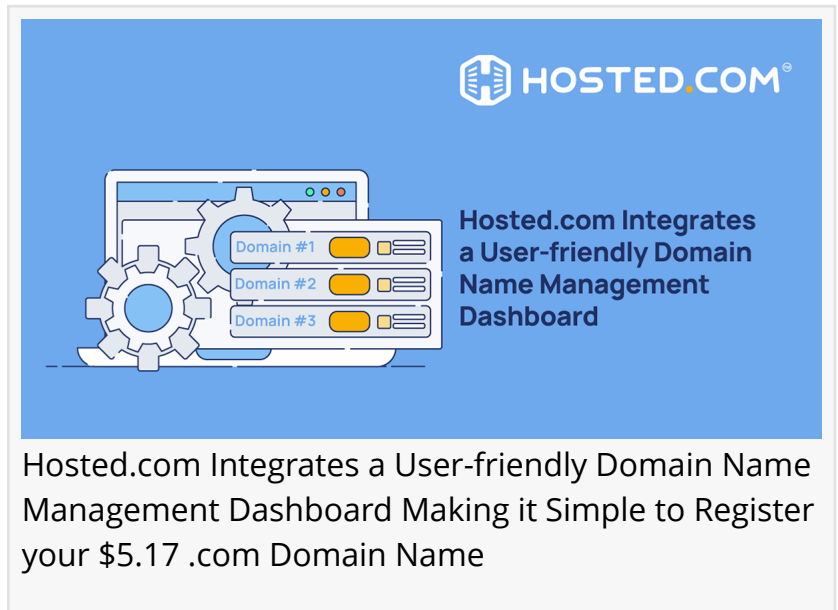 HOSTED.COM
Hosted.com Integrates
a User-friendly Domain
Name Management
Dashboard
Domain #1
Domain #2
Domain #3
Hosted.com Integrates a User-friendly Domain Name
Management Dashboard Making it Simple to Register
your $5.17 .com Domain Name